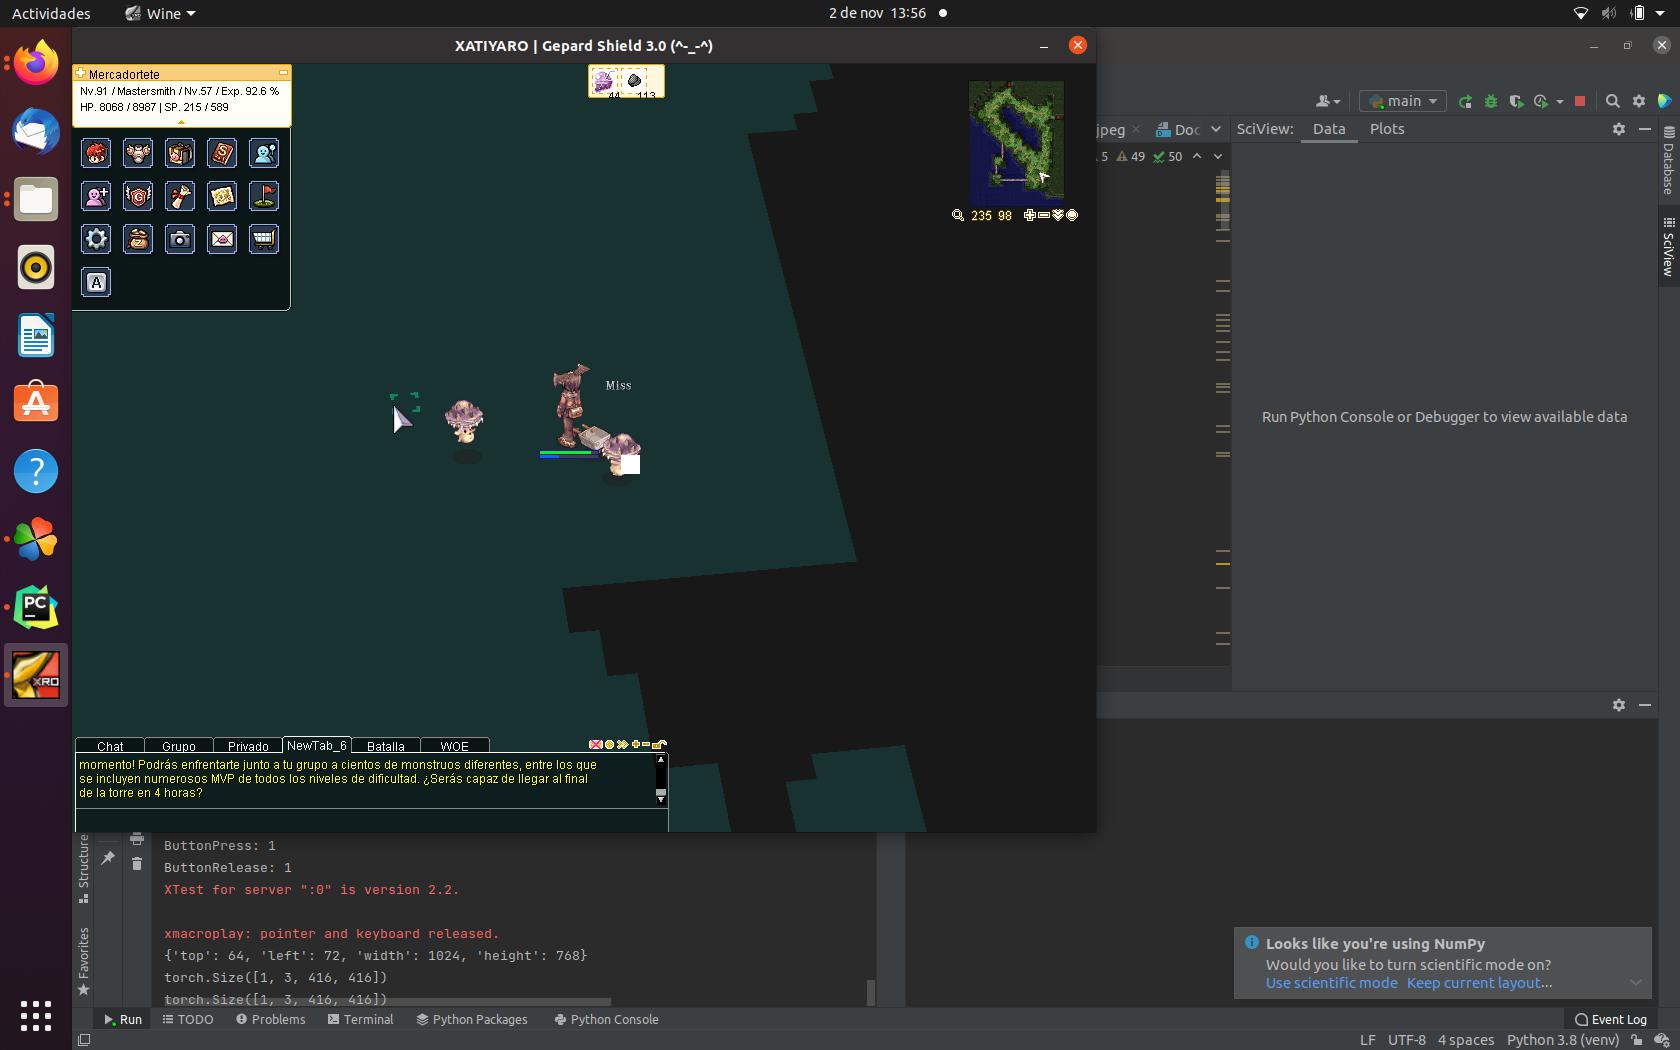 Actividades
Wine
2 de nov 13:56
XATIYARO | Gepard Shield 3.0 (^-_-^)
Mercadortete
Nv.91 / Mastersmith / Nv.57 / Exp. 92.6 %
HP. 8068 / 8987 | SP. 215 / 589
44
113
A
235 98
Miss
main
jpeg
Doc
SciView:
Data
Plots
5
49
50
Database
SciView
Run Python Console or Debugger to view available data
PC
XRO
Chat
Grupo
Privado
NewTab_6
Batalla
WOE
momento! Podrás enfrentarte junto a tu grupo a cientos de monstruos diferentes, entre los que
se incluyen numerosos MVP de todos los niveles de dificultad. ¿Serás capaz de llegar al final
de la torre en 4 horas?
Structure
Favorites
ButtonPress: 1
ButtonRelease: 1
XTest for server ":0" is version 2.2.
xmacroplay: pointer and keyboard released.
{'top': 64, 'left': 72, 'width': 1024, 'height': 768}
torch.Size([1, 3, 416, 416])
torch.Size([1, 3, 416, 416])
Looks like you're using NumPy
Would you like to turn scientific mode on?
Use scientific mode
Keep current layout...
Run
TODO
Problems
Terminal
Python Packages
Python Console
Event Log
LF
UTF-8
4 spaces
Python 3.8 (venv)